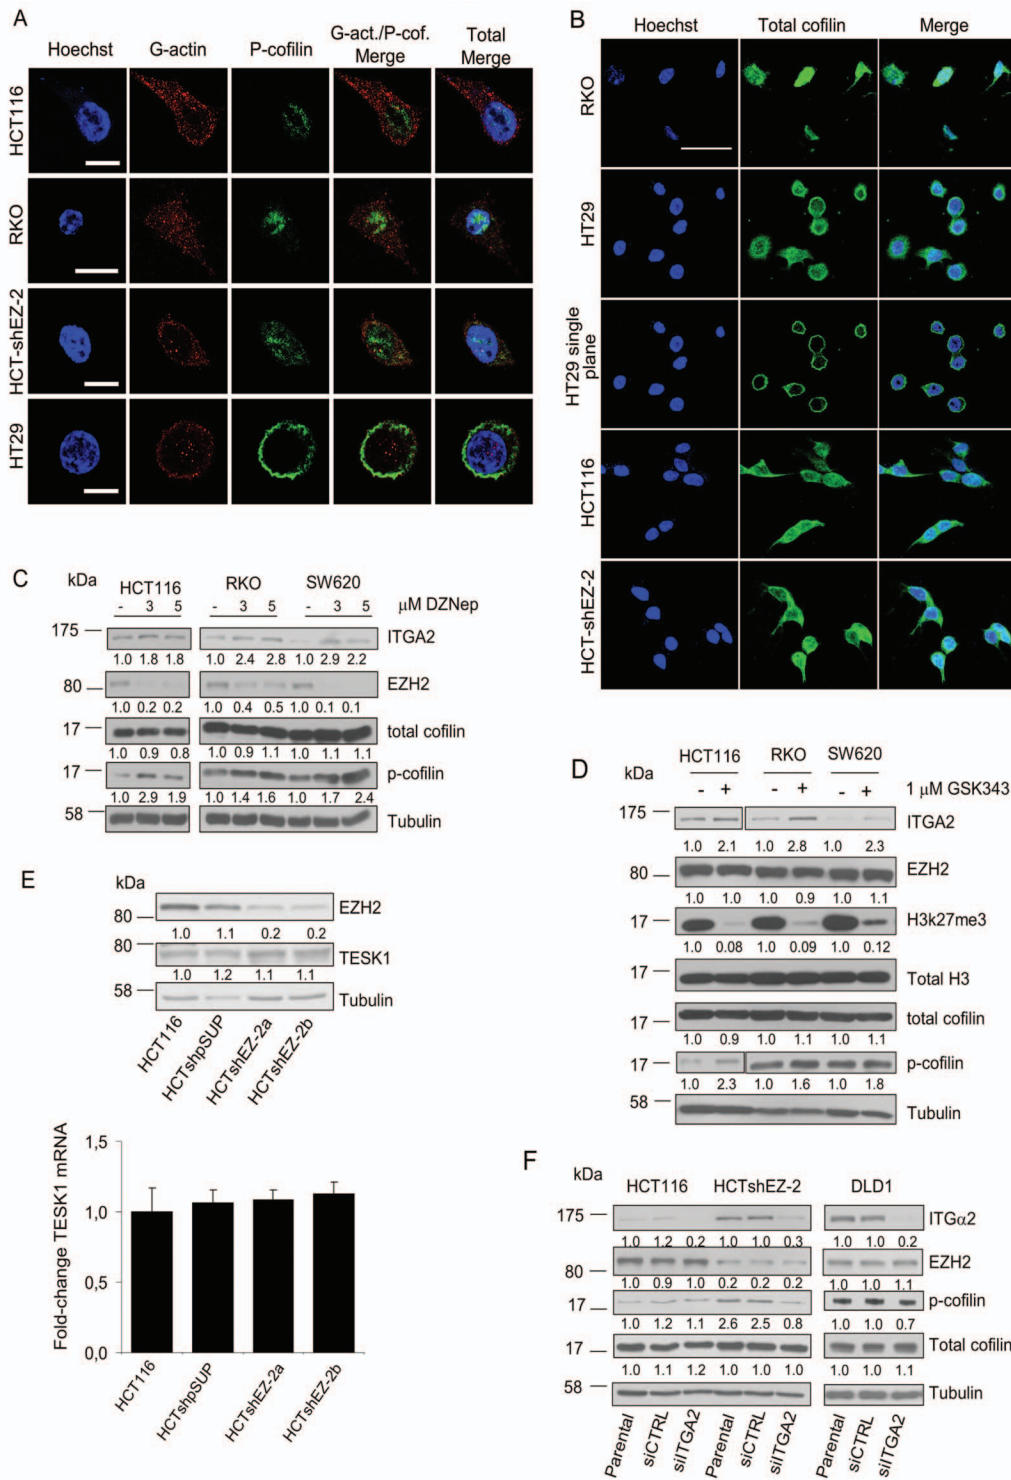 A
Hoechst G-actin P-cofilin G-act./P-cof. Merge Total Merge
HCT116
RKO
HCT-shEZ-2
HT29
B
Hoechst Total cofilin Merge
RKO
HT29
HT29 single plane
HCT116
HCT-shEZ-2
C
kDa HCT116 RKO SW620
- 3 5 - 3 5 - 3 5 μM DZNep
175 ITGA2
1.0 1.8 1.8 1.0 2.4 2.8 1.0 2.9 2.2
80 EZH2
1.0 0.2 0.2 1.0 0.4 0.5 1.0 0.1 0.1
17 total cofilin
1.0 0.9 0.8 1.0 0.9 1.1 1.0 1.1 1.1
17 p-cofilin
1.0 2.9 1.9 1.0 1.4 1.6 1.0 1.7 2.4
58 Tubulin
D
kDa HCT116 RKO SW620
- + - + - + 1 μM GSK343
175 ITGA2
1.0 2.1 1.0 2.8 1.0 2.3
80 EZH2
1.0 1.0 1.0 0.9 1.0 1.1
17 H3k27me3
1.0 0.08 1.0 0.09 1.0 0.12
17 Total H3
17 total cofilin
1.0 0.9 1.0 1.1 1.0 1.1
17 p-cofilin
1.0 2.3 1.0 1.6 1.0 1.8
58 Tubulin
E
kDa
80 EZH2
1.0 1.1 0.2 0.2
80 TESK1
1.0 1.2 1.1 1.1
58 Tubulin
HCT116 HCTshpSUP HCTshEZ-2a HCTshEZ-2b
Fold-change TESK1 mRNA
1,5
1,0
0,5
0,0
HCT116 HCTshpSUP HCTshEZ-2a HCTshEZ-2b
F
kDa HCT116 HCTshEZ-2 DLD1
175 ITGα2
1.0 1.2 0.2 1.0 1.0 0.3 1.0 1.0 0.2
80 EZH2
1.0 0.9 1.0 0.2 0.2 0.2 1.0 1.0 1.1
17 p-cofilin
1.0 1.2 1.1 2.6 2.5 0.8 1.0 1.0 0.7
17 Total cofilin
1.0 1.1 1.2 1.0 1.0 1.0 1.0 1.0 1.1
58 Tubulin
Parental siCTRL siITGA2 Parental siCTRL siITGA2 Parental siCTRL siITGA2